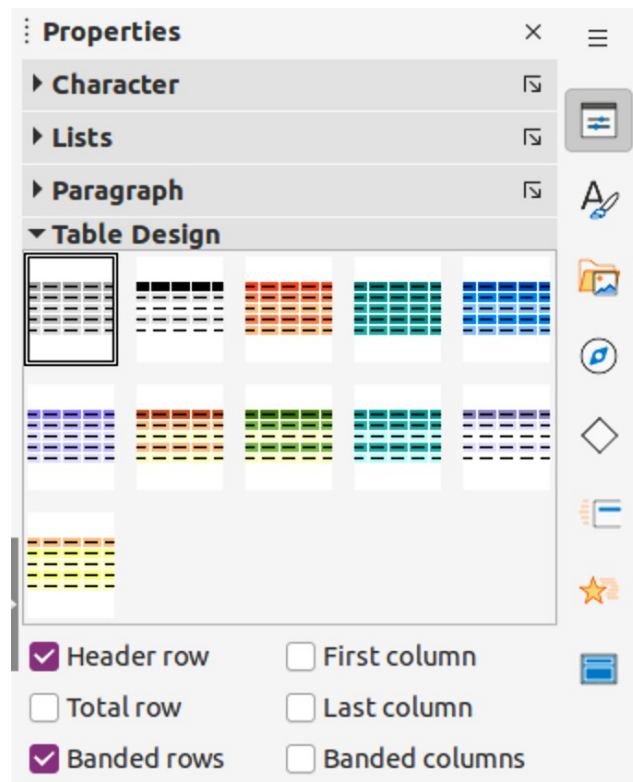 Properties
Character
Lists
Paragraph
Table Design
Header row
First column
Total row
Last column
Banded rows
Banded columns